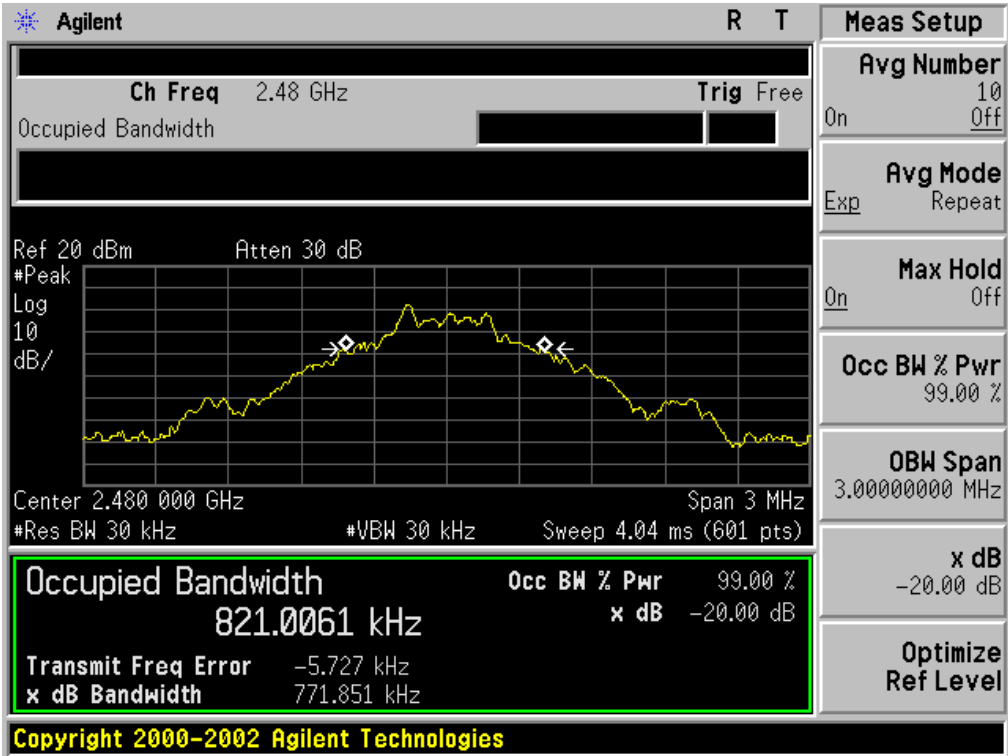 Agilent R T
Ch Freq 2.48 GHz Trig Free
Occupied Bandwidth
Ref 20 dBm Atten 30 dB
#Peak
Log
10
dB/
Center 2.480 000 GHz Span 3 MHz
#Res BW 30 kHz #VBW 30 kHz Sweep 4.04 ms (601 pts)
Occupied Bandwidth Occ BW % Pwr 99.00 %
821.0061 kHz x dB -20.00 dB
Transmit Freq Error -5.727 kHz
x dB Bandwidth 771.851 kHz
Copyright 2000-2002 Agilent Technologies
Meas Setup
Avg Number
10
On Off
Avg Mode
Exp Repeat
Max Hold
On Off
Occ BW % Pwr
99.00 %
OBW Span
3.00000000 MHz
x dB
-20.00 dB
Optimize
Ref Level